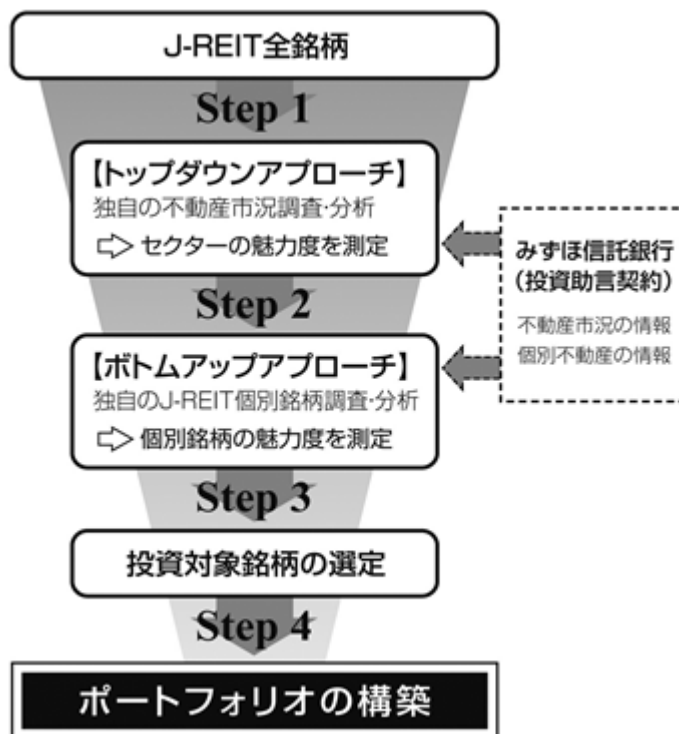 J-REIT全銘柄
Step 1
【トップダウンアプローチ】
独自の不動産市況調査・分析
⇨ セクターの魅力度を測定
Step 2
【ボトムアップアプローチ】
独自のJ-REIT個別銘柄調査・分析
⇨ 個別銘柄の魅力度を測定
みずほ信託銀行
(投資助言契約)
不動産市況の情報
個別不動産の情報
Step 3
投資対象銘柄の選定
Step 4
ポートフォリオの構築